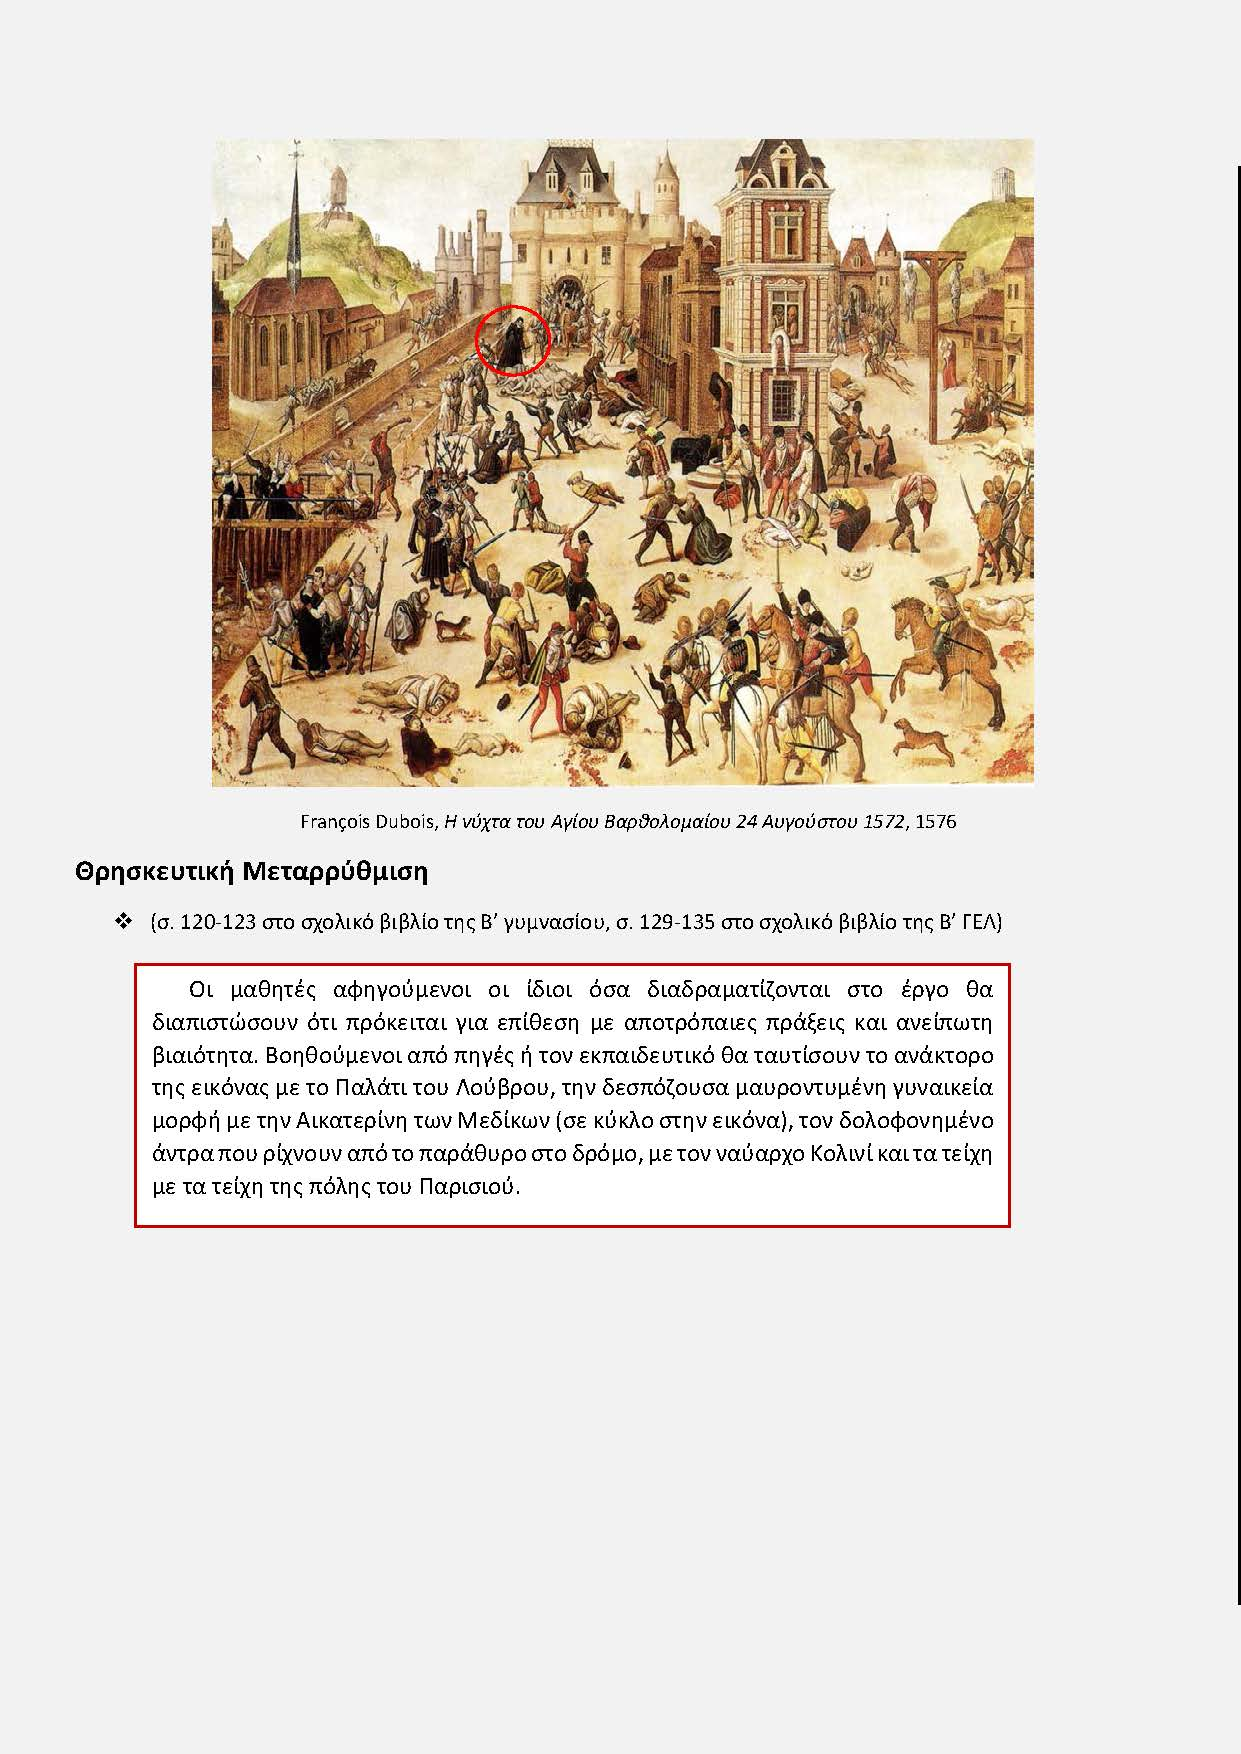 François Dubois, Η νύχτα του Αγίου Βαρθολομαίου 24 Αυγούστου 1572, 1576
Θρησκευτική Μεταρρύθμιση
❖ (σ. 120-123 στο σχολικό βιβλίο της Β’ γυμνασίου, σ. 129-135 στο σχολικό βιβλίο της Β’ ΓΕΛ)
Οι μαθητές αφηγούμενοι οι ίδιοι όσα διαδραματίζονται στο έργο θα
διαπιστώσουν ότι πρόκειται για επίθεση με αποτρόπαιες πράξεις και ανείπωτη
βιαιότητα. Βοηθούμενοι από πηγές ή τον εκπαιδευτικό θα ταυτίσουν το ανάκτορο
της εικόνας με το Παλάτι του Λούβρου, την δεσπόζουσα μαυροντυμένη γυναικεία
μορφή με την Αικατερίνη των Μεδίκων (σε κύκλο στην εικόνα), τον δολοφονημένο
άντρα που ρίχνουν από το παράθυρο στο δρόμο, με τον ναύαρχο Κολινί και τα τείχη
με τα τείχη της πόλης του Παρισιού.